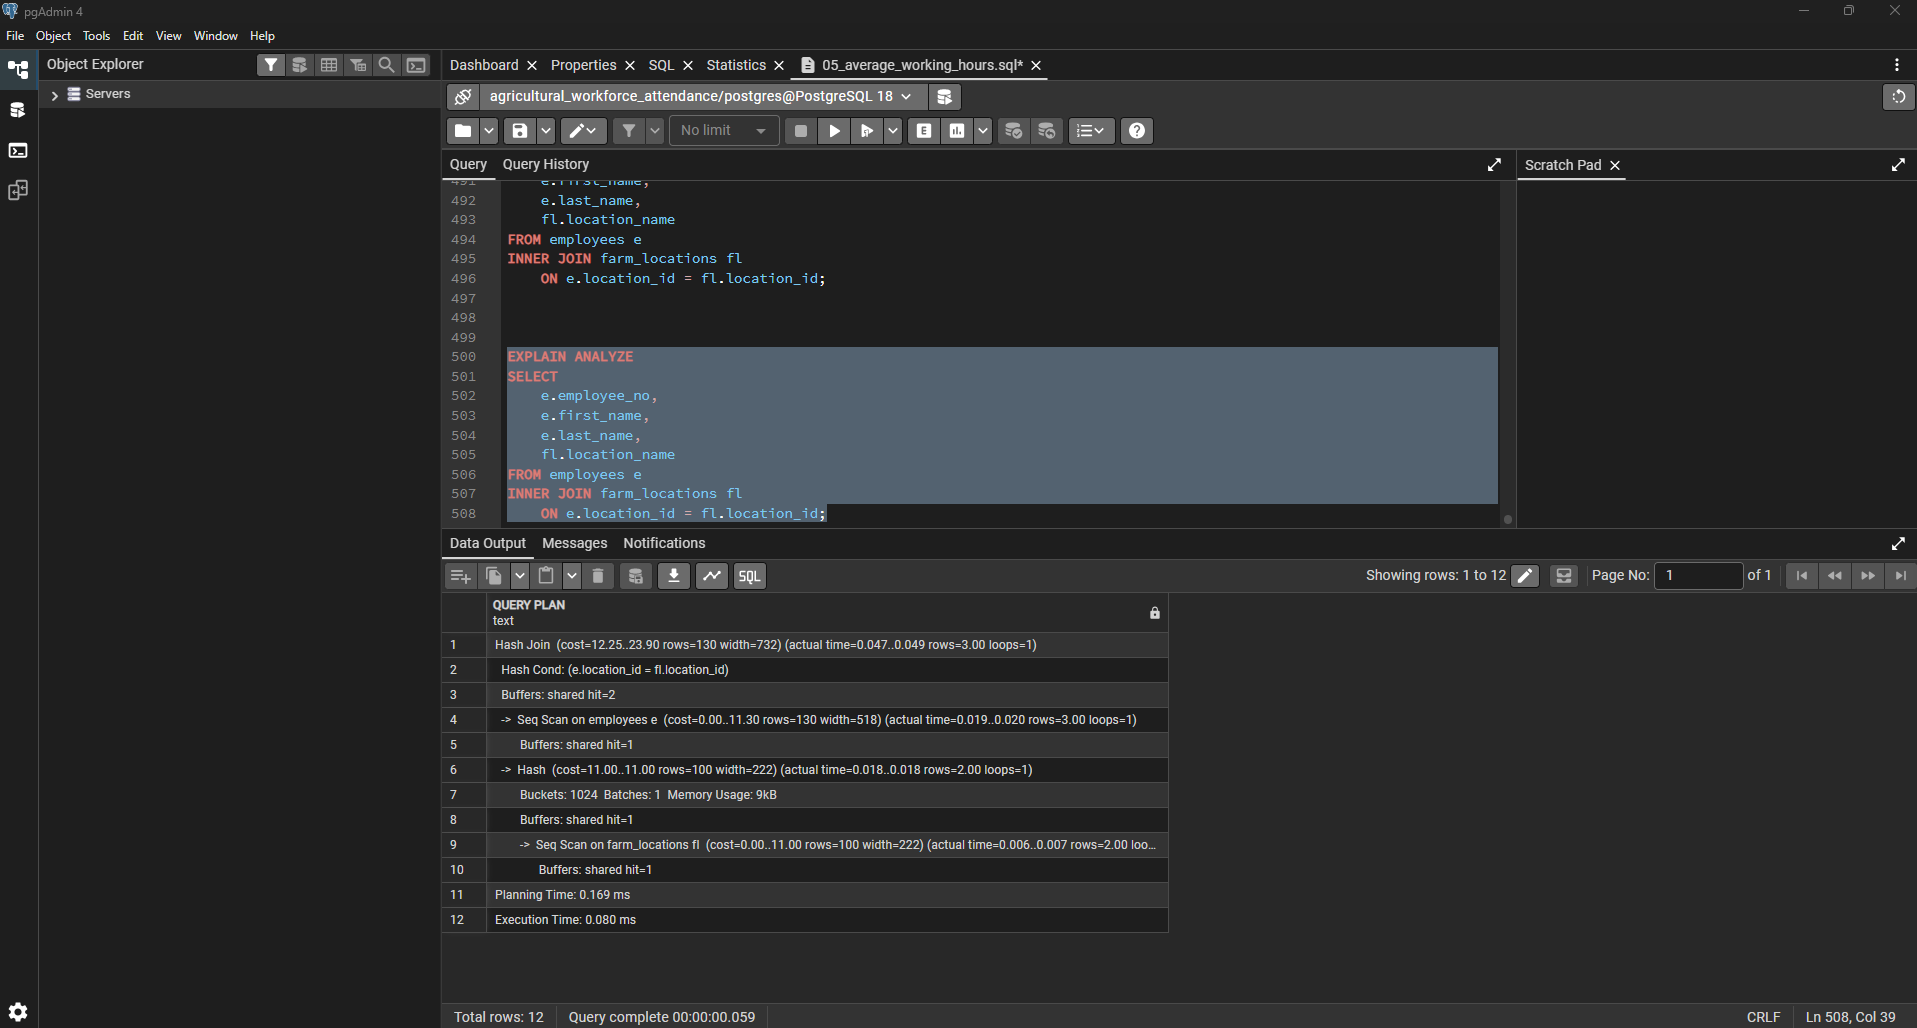 pgAdmin 4
File Object Tools Edit View Window Help
Object Explorer
Servers
Dashboard Properties SQL Statistics 05_average_working_hours.sql*
agricultural_workforce_attendance/postgres@PostgreSQL 18
No limit
E
Query Query History
Scratch Pad
491 e.first_name,
492 e.last_name,
493 fl.location_name
494 FROM employees e
495 INNER JOIN farm_locations fl
496 ON e.location_id = fl.location_id;
497
498
499
500 EXPLAIN ANALYZE
501 SELECT
502 e.employee_no,
503 e.first_name,
504 e.last_name,
505 fl.location_name
506 FROM employees e
507 INNER JOIN farm_locations fl
508 ON e.location_id = fl.location_id;
Data Output Messages Notifications
SQL Showing rows: 1 to 12 Page No: 1 of 1
QUERY PLAN
text
1 Hash Join (cost=12.25..23.90 rows=130 width=732) (actual time=0.047..0.049 rows=3.00 loops=1)
2 Hash Cond: (e.location_id = fl.location_id)
3 Buffers: shared hit=2
4 -> Seq Scan on employees e (cost=0.00..11.30 rows=130 width=518) (actual time=0.019..0.020 rows=3.00 loops=1)
5 Buffers: shared hit=1
6 -> Hash (cost=11.00..11.00 rows=100 width=222) (actual time=0.018..0.018 rows=2.00 loops=1)
7 Buckets: 1024 Batches: 1 Memory Usage: 9kB
8 Buffers: shared hit=1
9 -> Seq Scan on farm_locations fl (cost=0.00..11.00 rows=100 width=222) (actual time=0.006..0.007 rows=2.00 loo...
10 Buffers: shared hit=1
11 Planning Time: 0.169 ms
12 Execution Time: 0.080 ms
Total rows: 12 Query complete 00:00:00.059
CRLF Ln 508, Col 39